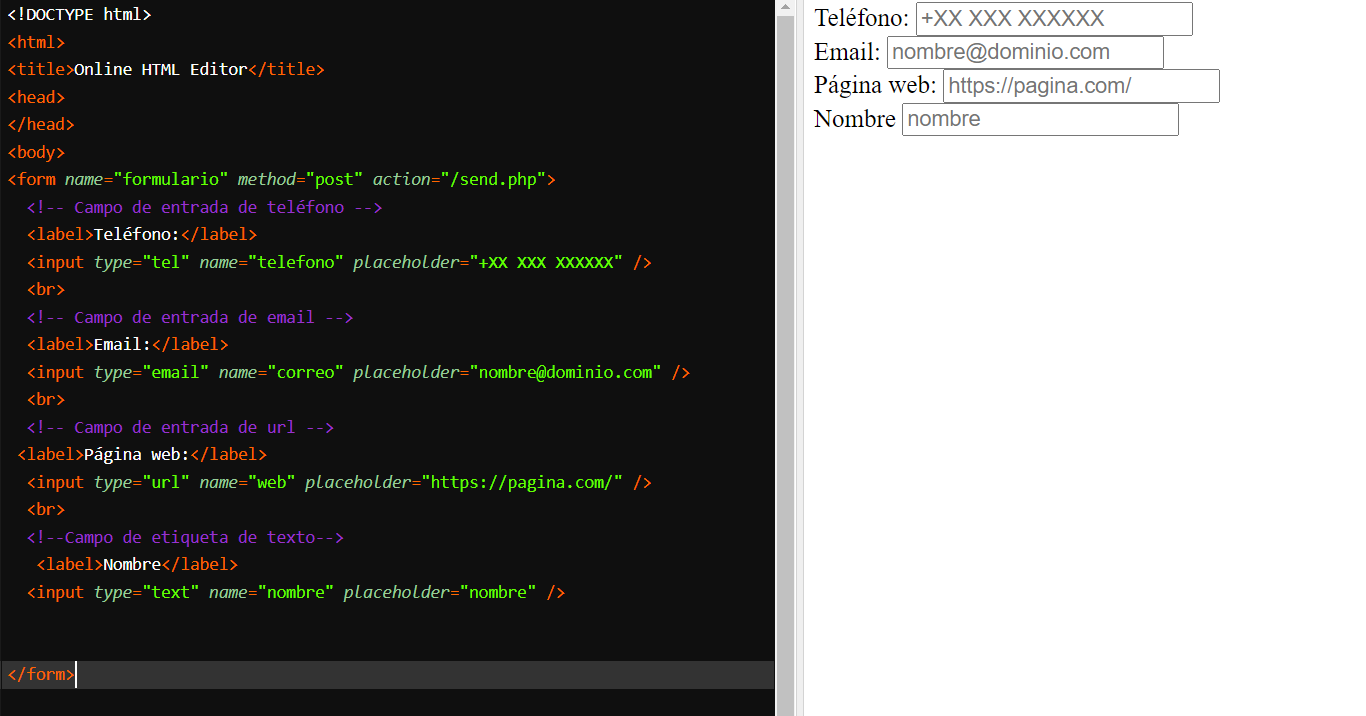 <!DOCTYPE html>
<html>
<title>Online HTML Editor</title>
<head>
</head>
<body>
<form name="formulario" method="post" action="/send.php">
<!-- Campo de entrada de teléfono -->
<label>Teléfono:</label>
<input type="tel" name="telefono" placeholder="+XX XXX XXXXXX" />
<br>
<!-- Campo de entrada de email -->
<label>Email:</label>
<input type="email" name="correo" placeholder="nombre@dominio.com" />
<br>
<!-- Campo de entrada de url -->
<label>Página web:</label>
<input type="url" name="web" placeholder="https://pagina.com/" />
<br>
<!--Campo de etiqueta de texto-->
<label>Nombre</label>
<input type="text" name="nombre" placeholder="nombre" />
</form>
Teléfono: +XX XXX XXXXXX
Email: nombre@dominio.com
Página web: https://pagina.com/
Nombre nombre